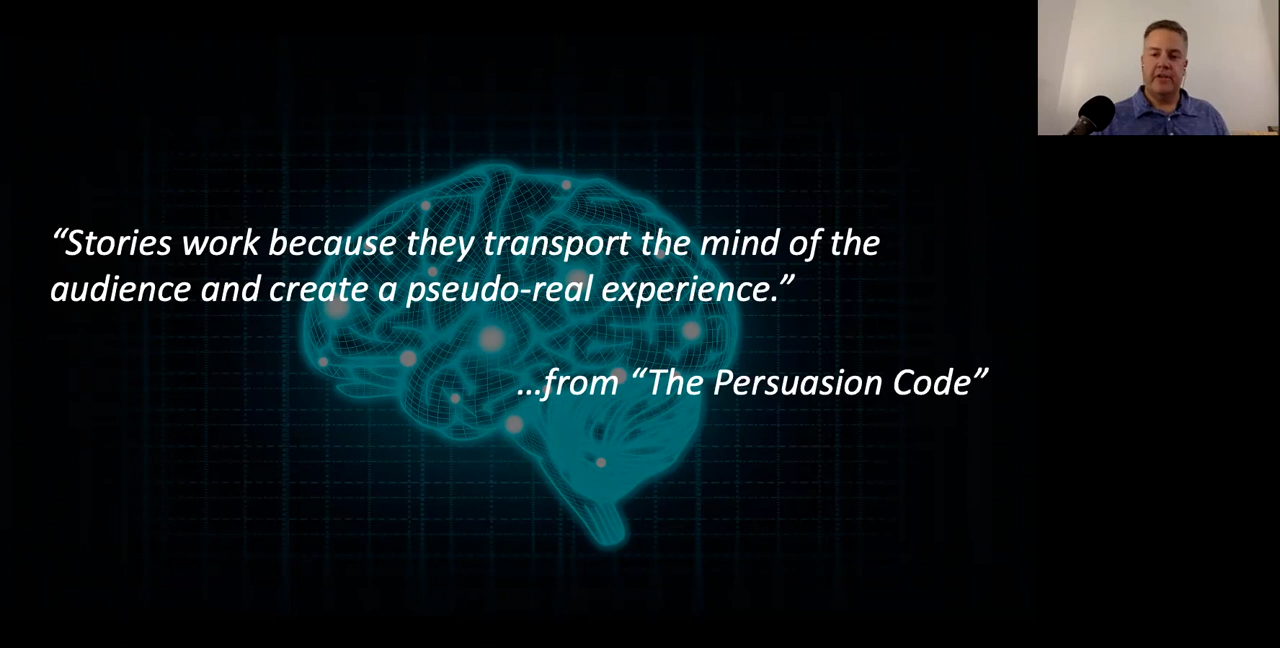 “Stories work because they transport the mind of the
audience and create a pseudo-real experience.”
...from “The Persuasion Code”